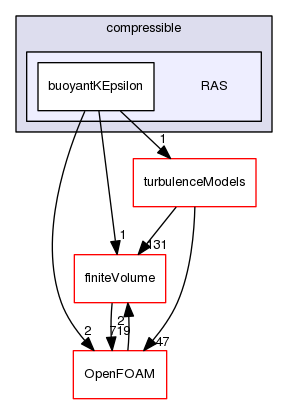 compressible
buoyantKEpsilon
RAS
1
turbulenceModels
1
131
finiteVolume
2
2
719
47
OpenFOAM